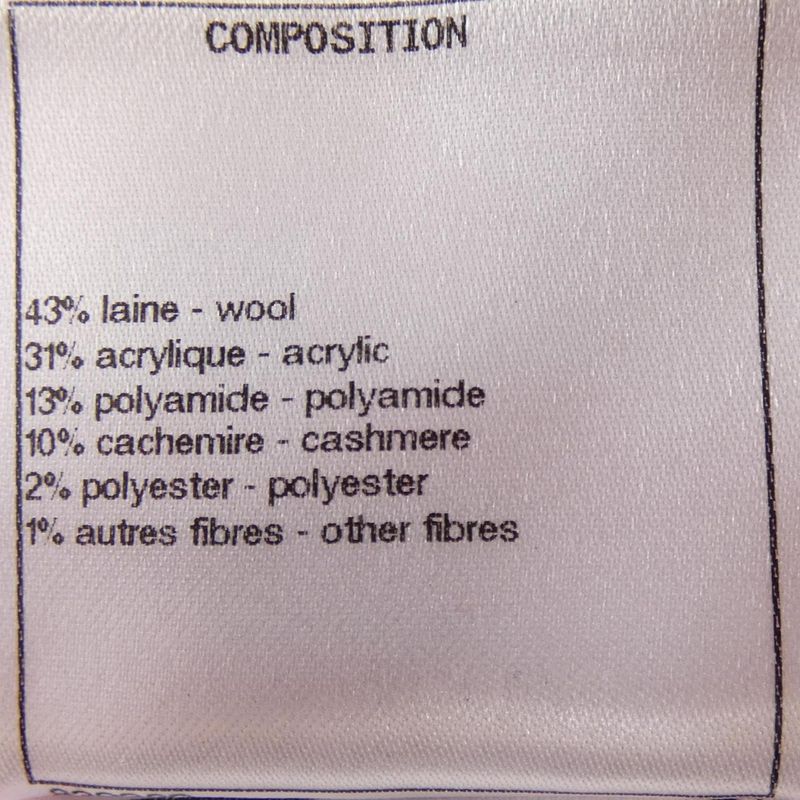 COMPOSITION
43% laine - wool
31% acrylique - acrylic
13% polyamide - polyamide
10% cachemire - cashmere
2% polyester - polyester
1% autres fibres - other fibres